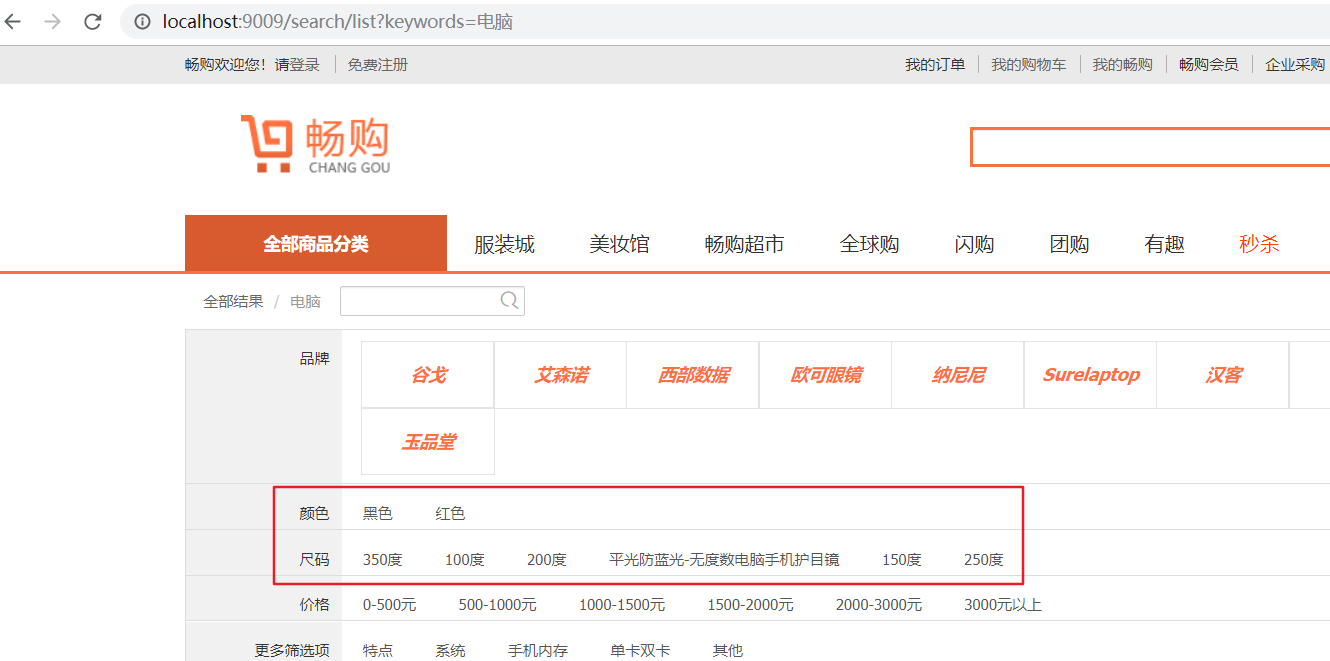 localhost:9009/search/list?keywords=电脑
畅购欢迎您！请登录 免费注册 我的订单 我的购物车 我的畅购 畅购会员 企业采购
畅购
CHANG GOU
全部商品分类 服装城 美妆馆 畅购超市 全球购 闪购 团购 有趣 秒杀
全部结果 / 电脑
品牌 谷戈 艾森诺 西部数据 欧可眼镜 纳尼尼 Surelaptop 汉客
玉品堂
颜色 黑色 红色
尺码 350度 100度 200度 平光防蓝光-无度数电脑手机护目镜 150度 250度
价格 0-500元 500-1000元 1000-1500元 1500-2000元 2000-3000元 3000元以上
更多筛选项 特点 系统 手机内存 单卡双卡 其他